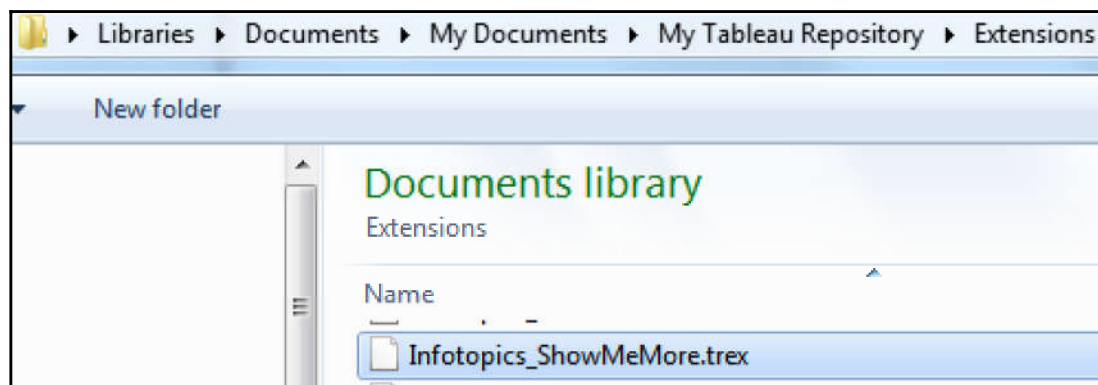 Libraries Documents My Documents My Tableau Repository Extensions
New folder
Documents library
Extensions
Name
Infotopics_ShowMeMore.trex